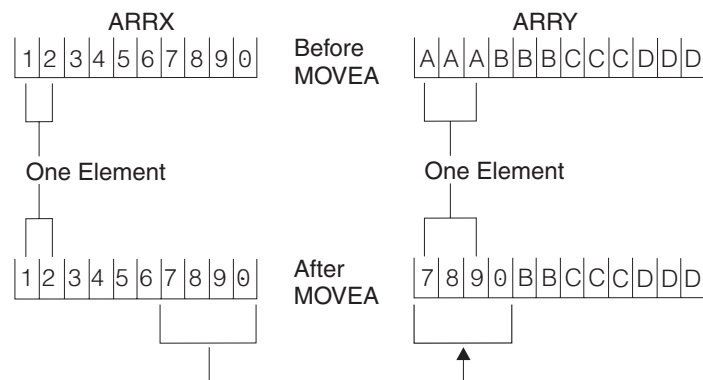 ARRX ARRY
1 2 3 4 5 6 7 8 9 0 Before MOVEA A A A B B B C C C D D D
One Element One Element
1 2 3 4 5 6 7 8 9 0 After MOVEA 7 8 9 0 B B C C C D D D